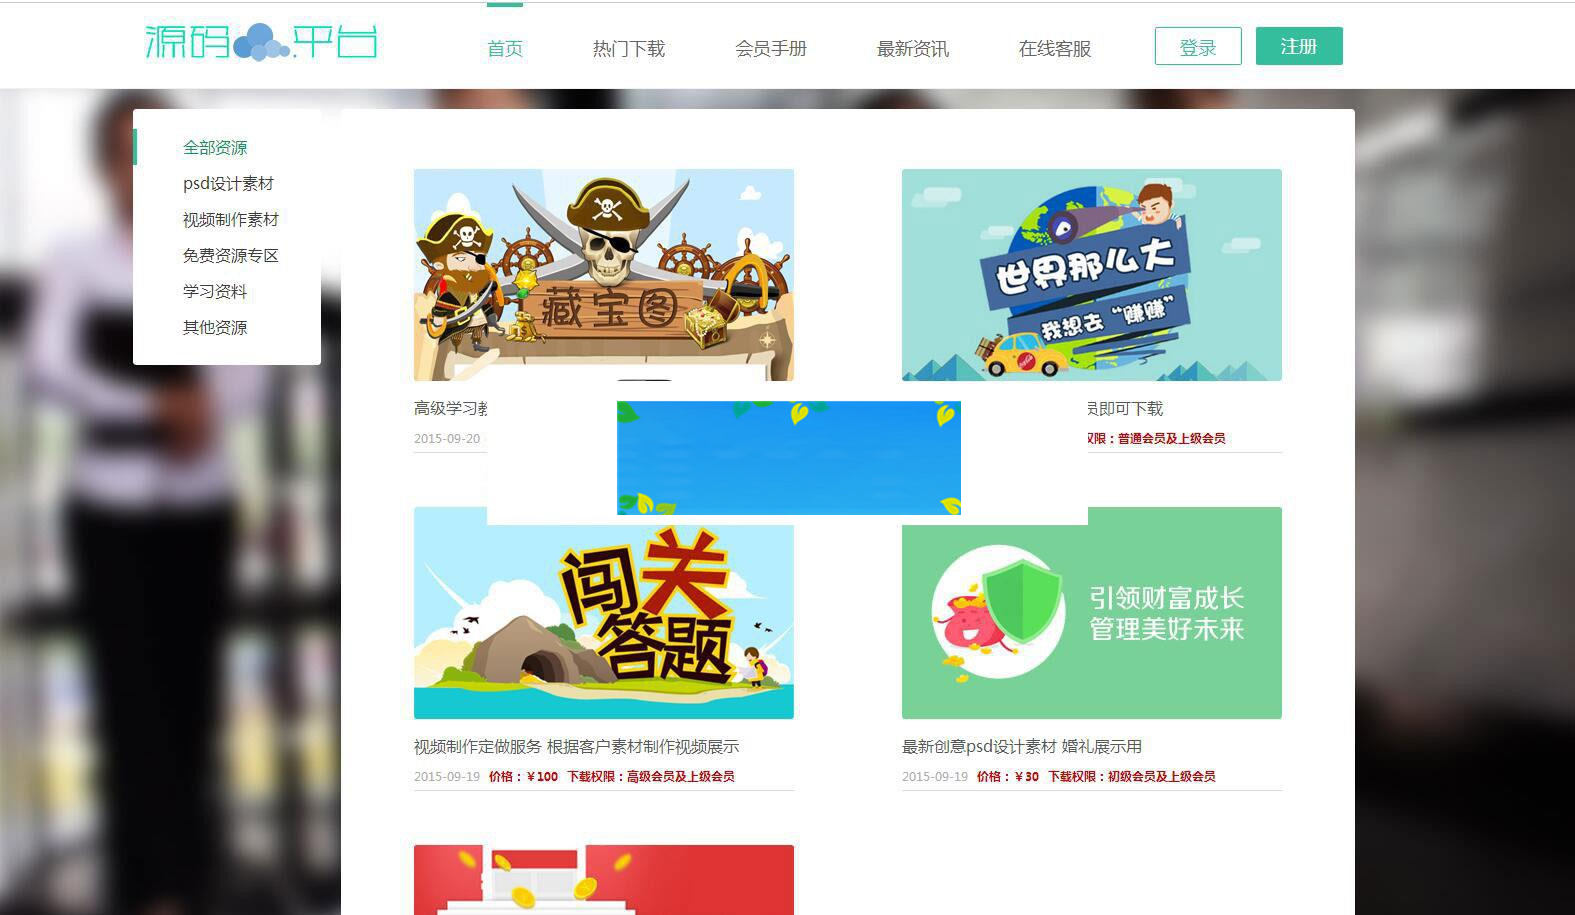 源码.平台
首页 热门下载 会员手册 最新资讯 在线客服 登录 注册
全部资源
psd设计素材
视频制作素材
免费资源专区
学习资料
其他资源
藏宝图
高级学习
2015-09-20
世界那么大
我想去“赚赚”
员即可下载
权限：普通会员及上级会员
闯关
答题
视频制作定做服务 根据客户素材制作视频展示
2015-09-19 价格：￥100 下载权限：高级会员及上级会员
引领财富成长
管理美好未来
最新创意psd设计素材 婚礼展示用
2015-09-19 价格：￥30 下载权限：初级会员及上级会员